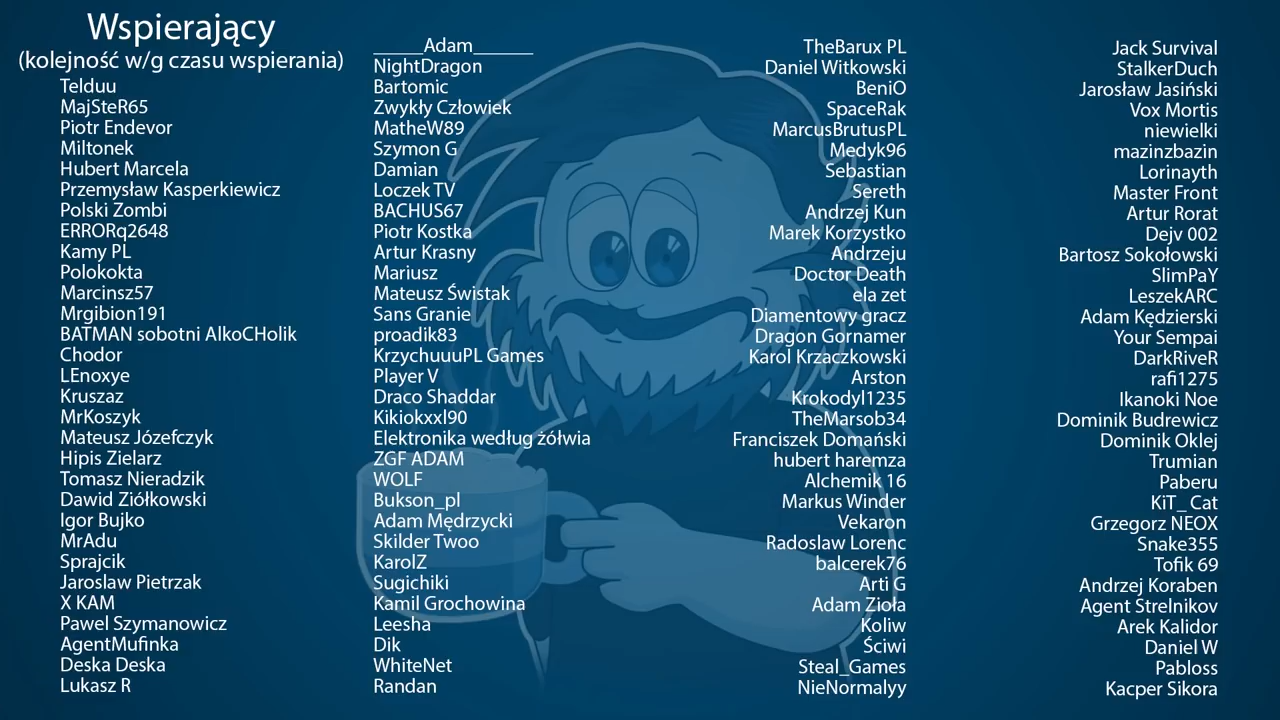 Wspierający
(kolejność w/g czasu wspierania)
Telduu
MajSteR65
Piotr Endevor
Miltonek
Hubert Marcela
Przemysław Kasperkiewicz
Polski Zombi
ERRORq2648
Kamy PL
Polokokta
Marcinsz57
Mrgibion191
BATMAN sobotni AlkoCHolik
Chodor
LEnoxye
Kruszaz
MrKoszyk
Mateusz Józefczyk
Hipis Zielarz
Tomasz Nieradzik
Dawid Ziółkowski
Igor Bujko
MrAdu
Sprajcik
Jaroslaw Pietrzak
X KAM
Pawel Szymanowicz
AgentMufinka
Deska Deska
Lukasz R
_____Adam______
NightDragon
Bartomic
Zwykły Człowiek
MatheW89
Szymon G
Damian
Loczek TV
BACHUS67
Piotr Kostka
Artur Krasny
Mariusz
Mateusz Świstak
Sans Granie
proadik83
KrzychuuuPL Games
Player V
Draco Shaddar
Kikiokxxl90
Elektronika według żółwia
ZGF ADAM
WOLF
Bukson_pl
Adam Mędrzycki
Skilder Twoo
KarolZ
Sugichiki
Kamil Grochowina
Leesha
Dik
WhiteNet
Randan
TheBarux PL
Daniel Witkowski
BeniO
SpaceRak
MarcusBrutusPL
Medyk96
Sebastian
Sereth
Andrzej Kun
Marek Korzystko
Andrzeju
Doctor Death
ela zet
Diamentowy gracz
Dragon Gornamer
Karol Krzaczkowski
Arston
Krokodyl1235
TheMarsob34
Franciszek Domański
hubert haremza
Alchemik 16
Markus Winder
Vekaron
Radoslaw Lorenc
balcerek76
Arti G
Adam Zioła
Koliw
Ściwi
Steal_Games
NieNormalyy
Jack Survival
StalkerDuch
Jarosław Jasiński
Vox Mortis
niewielki
mazinzbazin
Lorinayth
Master Front
Artur Rorat
Dejv 002
Bartosz Sokołowski
SlimPaY
LeszekARC
Adam Kędzierski
Your Sempai
DarkRiveR
rafi1275
Ikanoki Noe
Dominik Budrewicz
Dominik Oklej
Trumian
Paberu
KiT_ Cat
Grzegorz NEOX
Snake355
Tofik 69
Andrzej Koraben
Agent Strelnikov
Arek Kalidor
Daniel W
Pabloss
Kacper Sikora